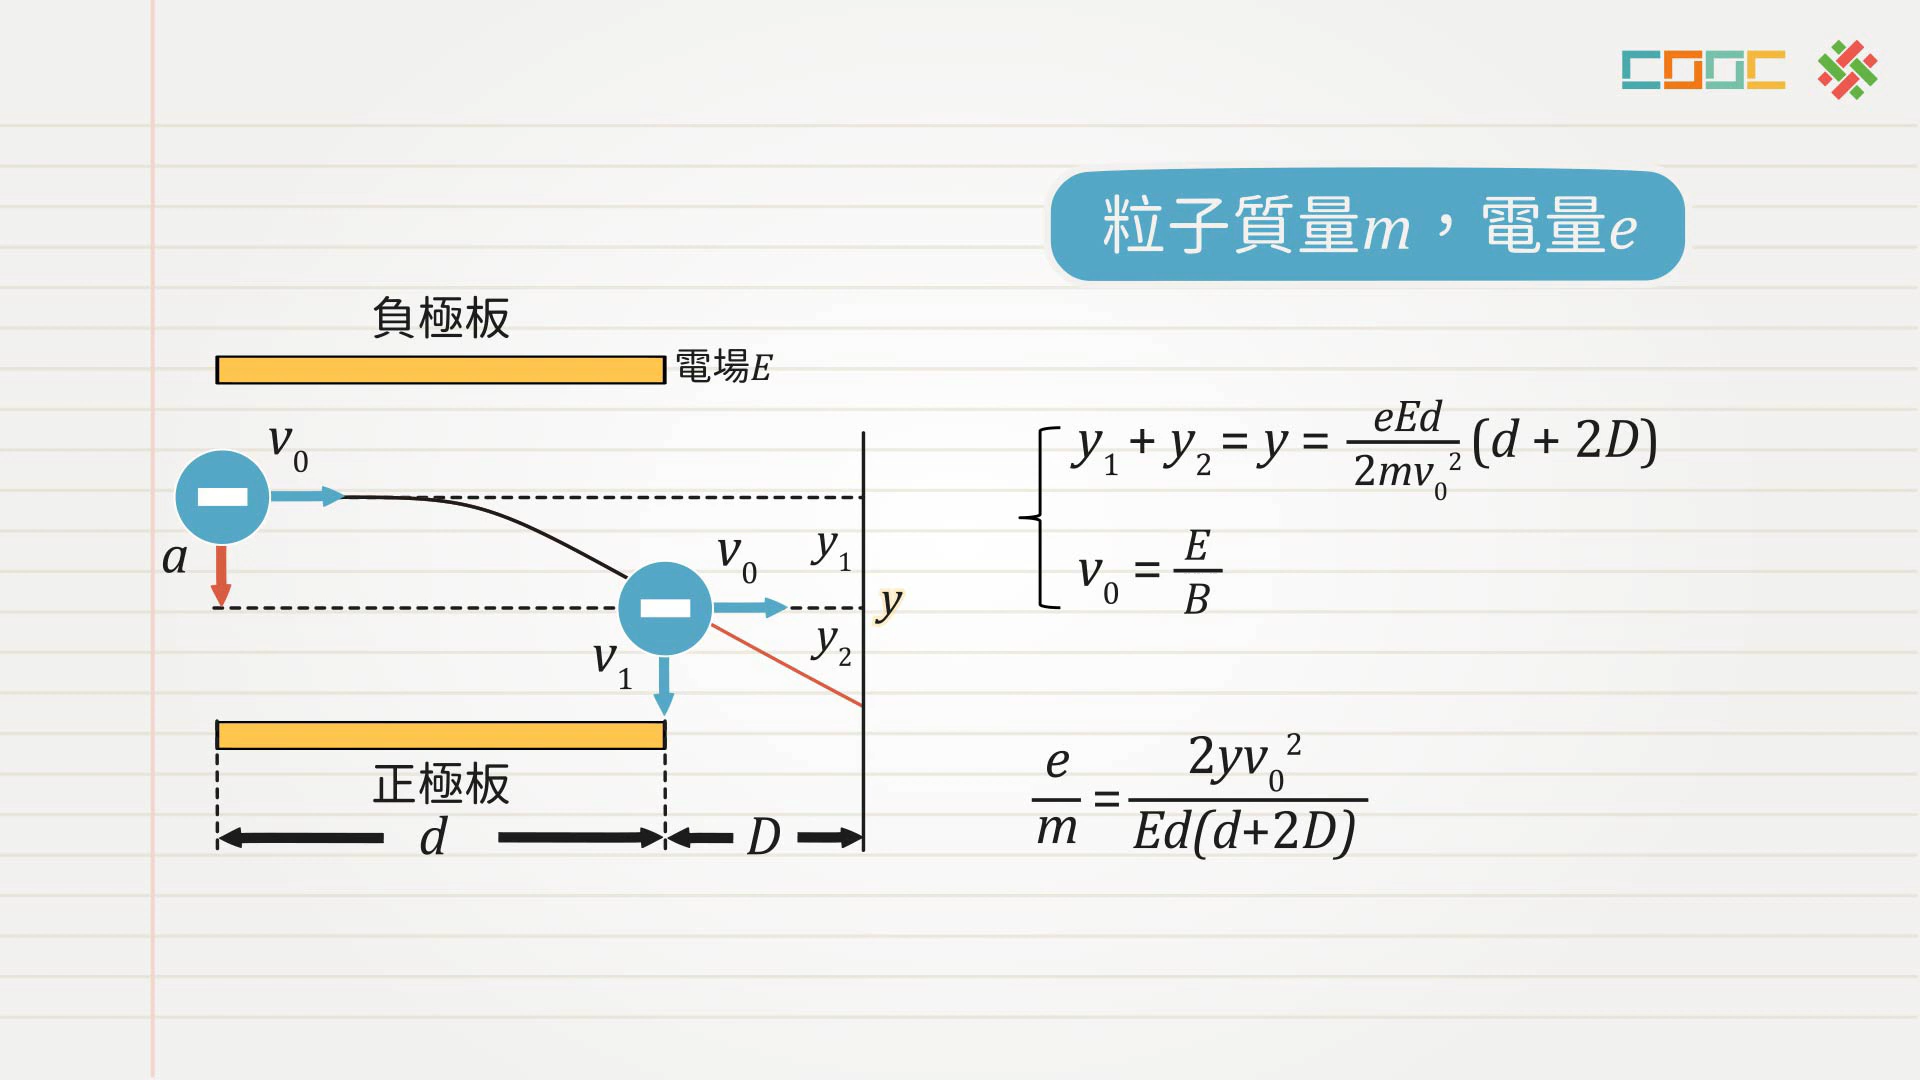 COOC
粒子質量m，電量e
負極板
電場E
v₀
a
v₀
v₁
y₁
y
y₂
正極板
d
D
y₁ + y₂ = y = eEd / 2mv₀² (d + 2D)
v₀ = E / B
e / m = 2yv₀² / Ed(d+2D)